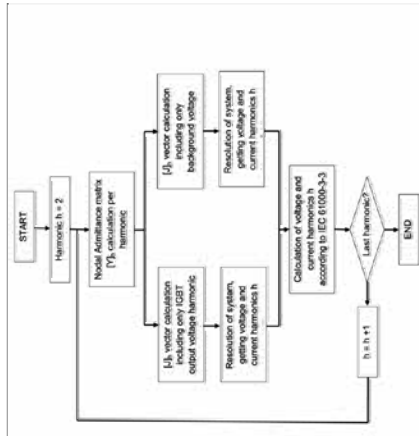 START
Harmonic h = 2
Nodal Admittance matrix
[Y]h calculation per
harmonic
[J]h vector calculation
including only IGBT
output voltage harmonic
[J]h vector calculation
including only
background voltage
Resolution of system,
getting voltage and
current harmonics h
Resolution of system,
getting voltage and
current harmonics h
Calculation of voltage and
current harmonics h
according to IEC 61000-3-3
Last harmonic?
h = h +1
END